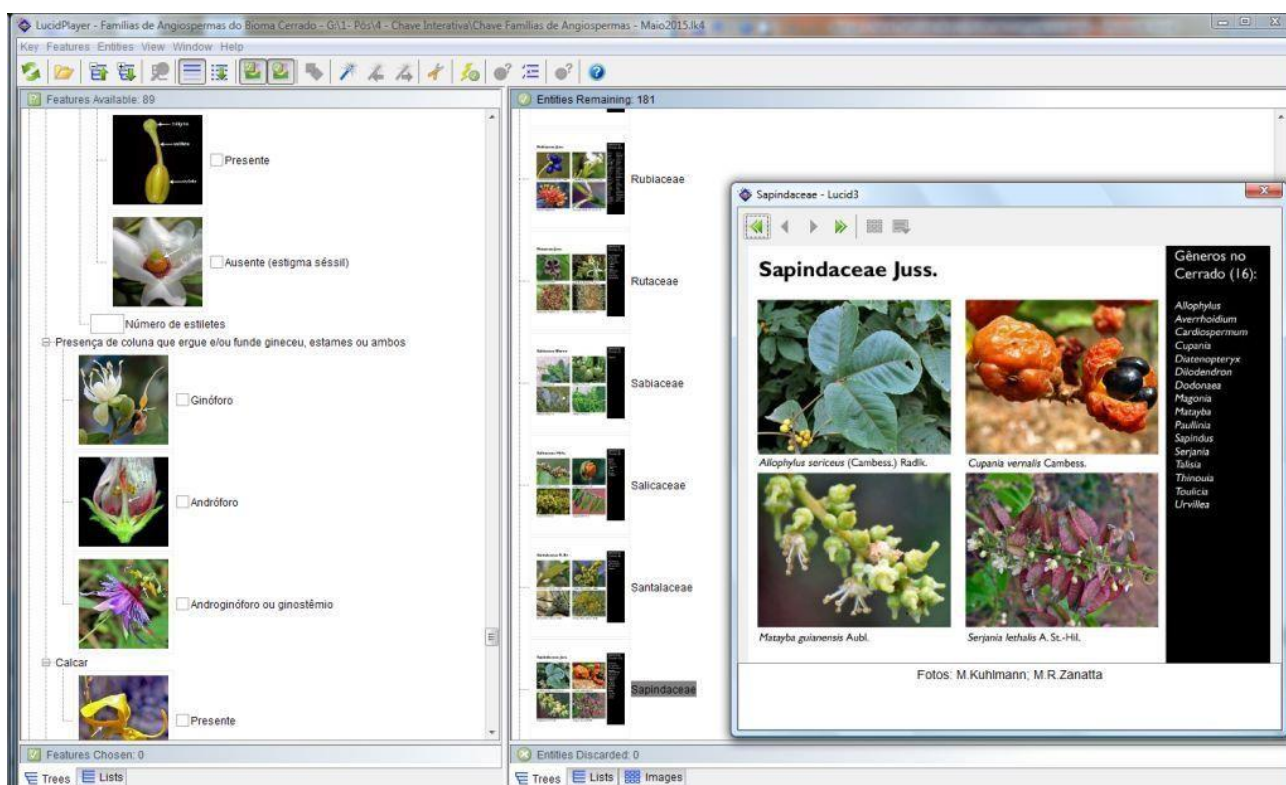 LucidPlayer - Famílias de Angiospermas do Bioma Cerrado - G:\1- Pós\4 - Chave Interativa\Chave Famílias de Angiospermas - Maio2015.lk4
Key Features Entities View Window Help
Features Available: 89
Presente
Ausente (estigma séssil)
Número de estiletes
Presença de coluna que ergue e/ou funde gineceu, estames ou ambos
Ginóforo
Andróforo
Androginóforo ou ginostêmio
Calcar
Presente
Features Chosen: 0
Trees Lists
Entities Remaining: 181
Rubiaceae
Rutaceae
Sabiaceae
Salicaceae
Santalaceae
Sapindaceae
Entities Discarded: 0
Trees Lists Images
Sapindaceae - Lucid3
Sapindaceae Juss.
Allophylus sericeus (Cambess.) Radlk.
Cupania vernalis Cambess.
Matayba guianensis Aubl.
Serjania lethalis A. St.-Hil.
Gêneros no
Cerrado (16):
Allophylus
Averrhoidium
Cardiospermum
Cupania
Diatenopteryx
Dilodendron
Dodonaea
Magonia
Matayba
Paullinia
Sapindus
Serjania
Talisia
Thinouia
Toulicia
Urvillea
Fotos: M.Kuhlmann; M.R.Zanatta